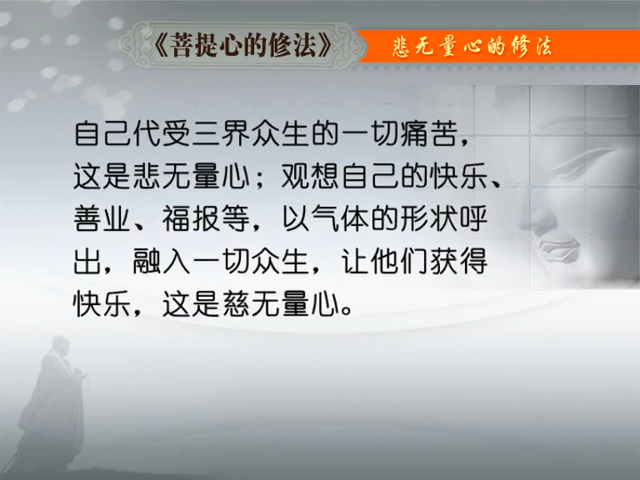 《菩提心的修法》 悲无量心的修法
自己代受三界众生的一切痛苦，
这是悲无量心；观想自己的快乐、
善业、福报等，以气体的形状呼
出，融入一切众生，让他们获得
快乐，这是慈无量心。